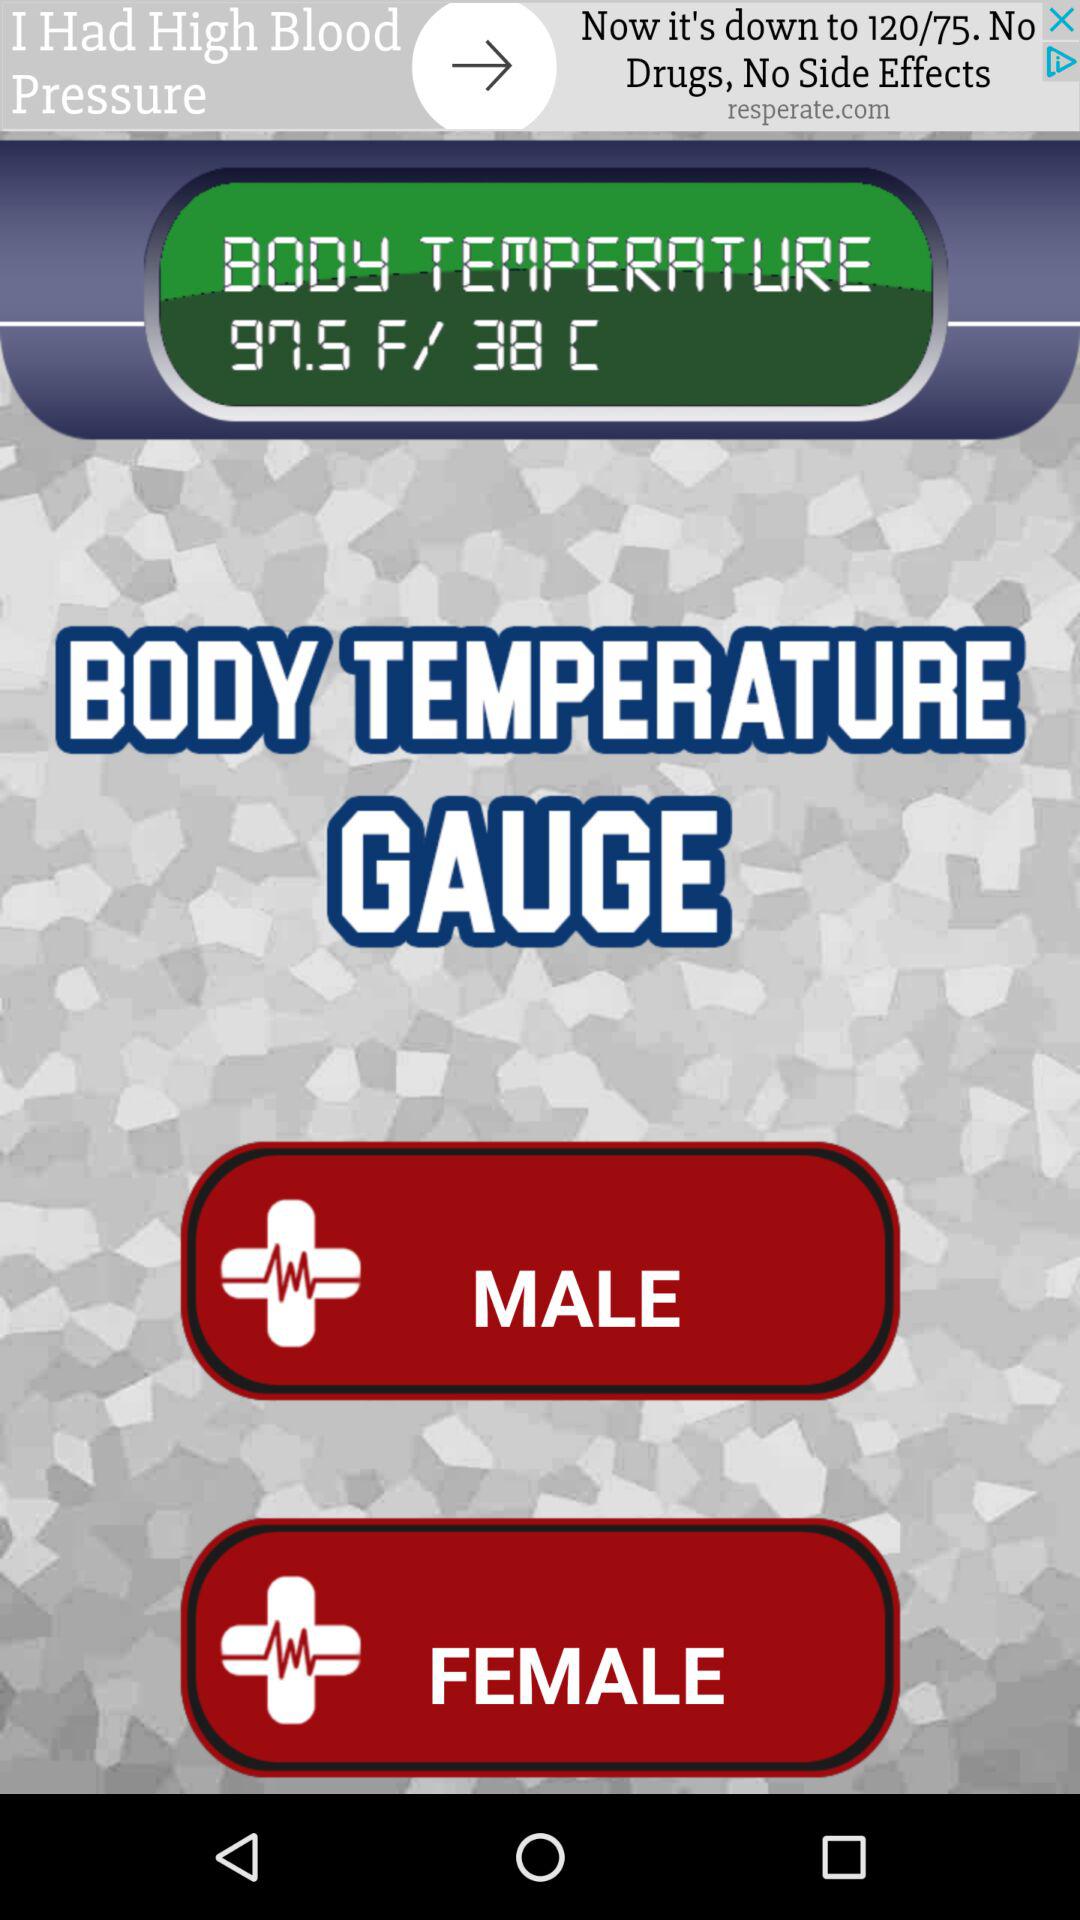 I Had High Blood
Pressure
Now it's down to 120/75. No
Drugs, No Side Effects
resperate.com
BODY TEMPERATURE
97.5 F/ 38 C
BODY TEMPERATURE
GAUGE
MALE
FEMALE